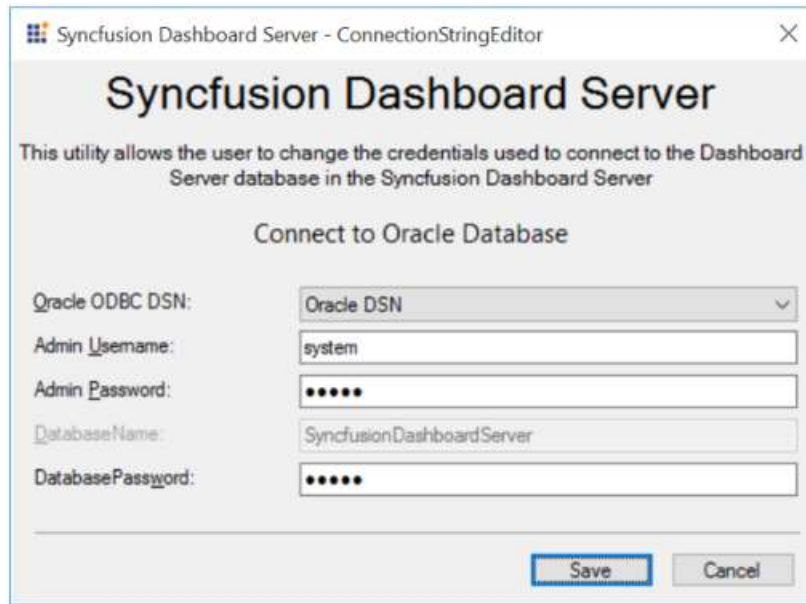 Syncfusion Dashboard Server - ConnectionStringEditor
Syncfusion Dashboard Server
This utility allows the user to change the credentials used to connect to the Dashboard
Server database in the Syncfusion Dashboard Server
Connect to Oracle Database
Oracle ODBC DSN: Oracle DSN
Admin Username: system
Admin Password: •••••
DatabaseName: SyncfusionDashboardServer
DatabasePassword: •••••
Save Cancel